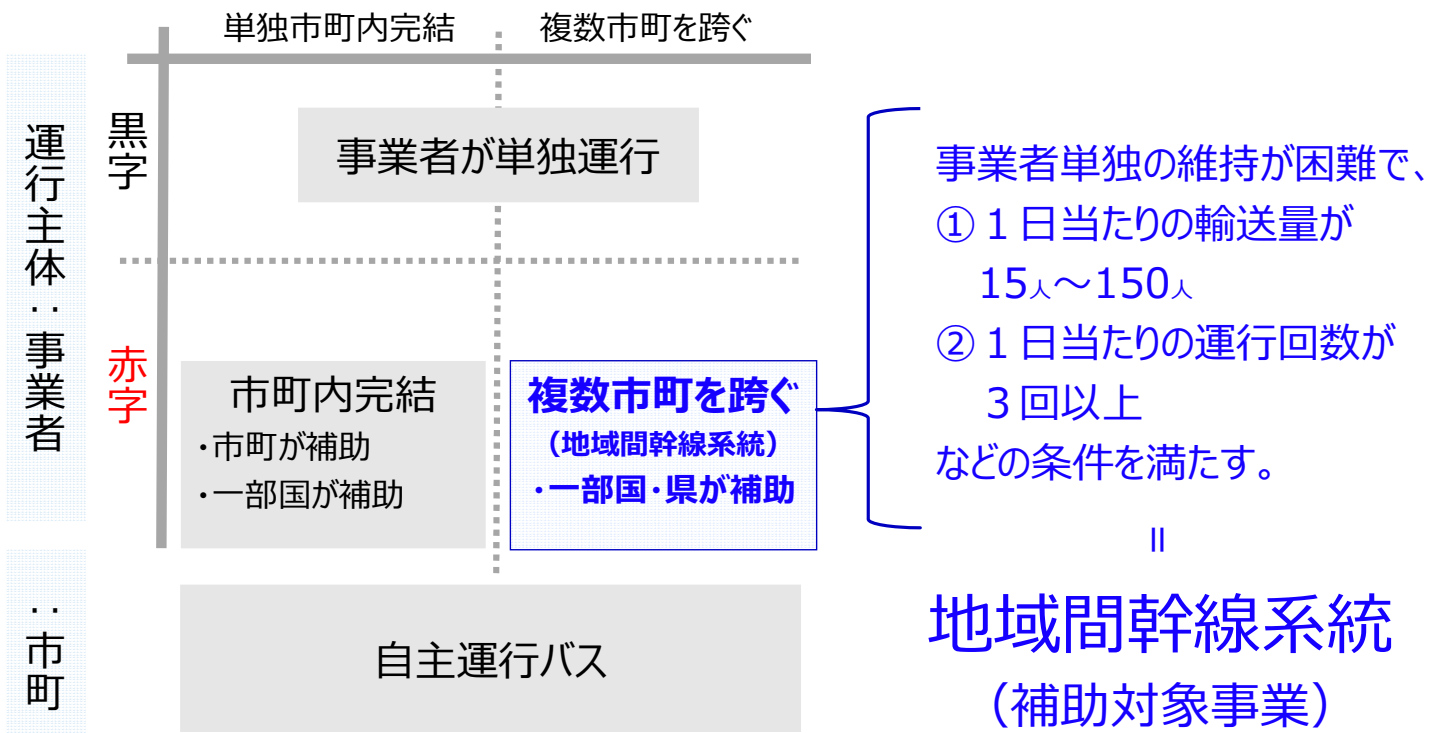 単独市町内完結
複数市町を跨ぐ
運行主体：事業者
黒字
事業者が単独運行
赤字
市町内完結
・市町が補助
・一部国が補助
複数市町を跨ぐ
（地域間幹線系統）
・一部国・県が補助
：市町
自主運行バス
事業者単独の維持が困難で、
①１日当たりの輸送量が
15人～150人
②１日当たりの運行回数が
３回以上
などの条件を満たす。
＝
地域間幹線系統
（補助対象事業）